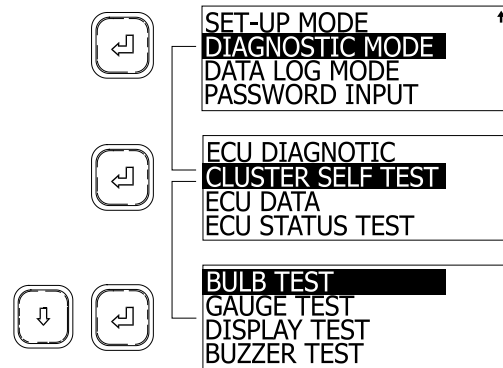 SET-UP MODE
DIAGNOSTIC MODE
DATA LOG MODE
PASSWORD INPUT
ECU DIAGNOTIC
CLUSTER SELF TEST
ECU DATA
ECU STATUS TEST
BULB TEST
GAUGE TEST
DISPLAY TEST
BUZZER TEST